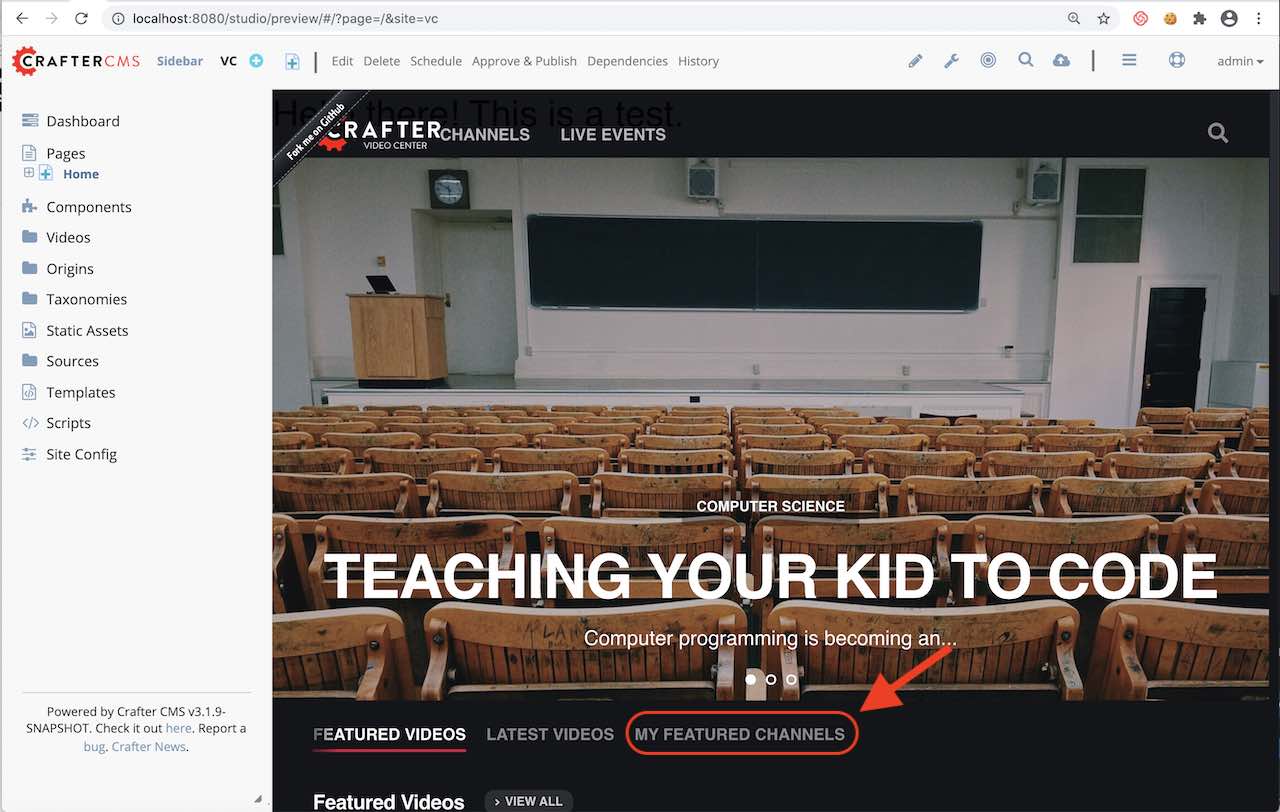 localhost:8080/studio/preview/#/?page=/&site=vc
CRAFTERCMS Sidebar VC Edit Delete Schedule Approve & Publish Dependencies History admin
Dashboard
Pages
Home
Components
Videos
Origins
Taxonomies
Static Assets
Sources
Templates
Scripts
Site Config
Powered by Crafter CMS v3.1.9-
SNAPSHOT. Check it out here. Report a
bug. Crafter News.
there! This is a test.
Fork me on GitHub
CRAFTER
VIDEO CENTER
CHANNELS LIVE EVENTS
COMPUTER SCIENCE
TEACHING YOUR KID TO CODE
Computer programming is becoming an...
FEATURED VIDEOS LATEST VIDEOS MY FEATURED CHANNELS
Featured Videos › VIEW ALL